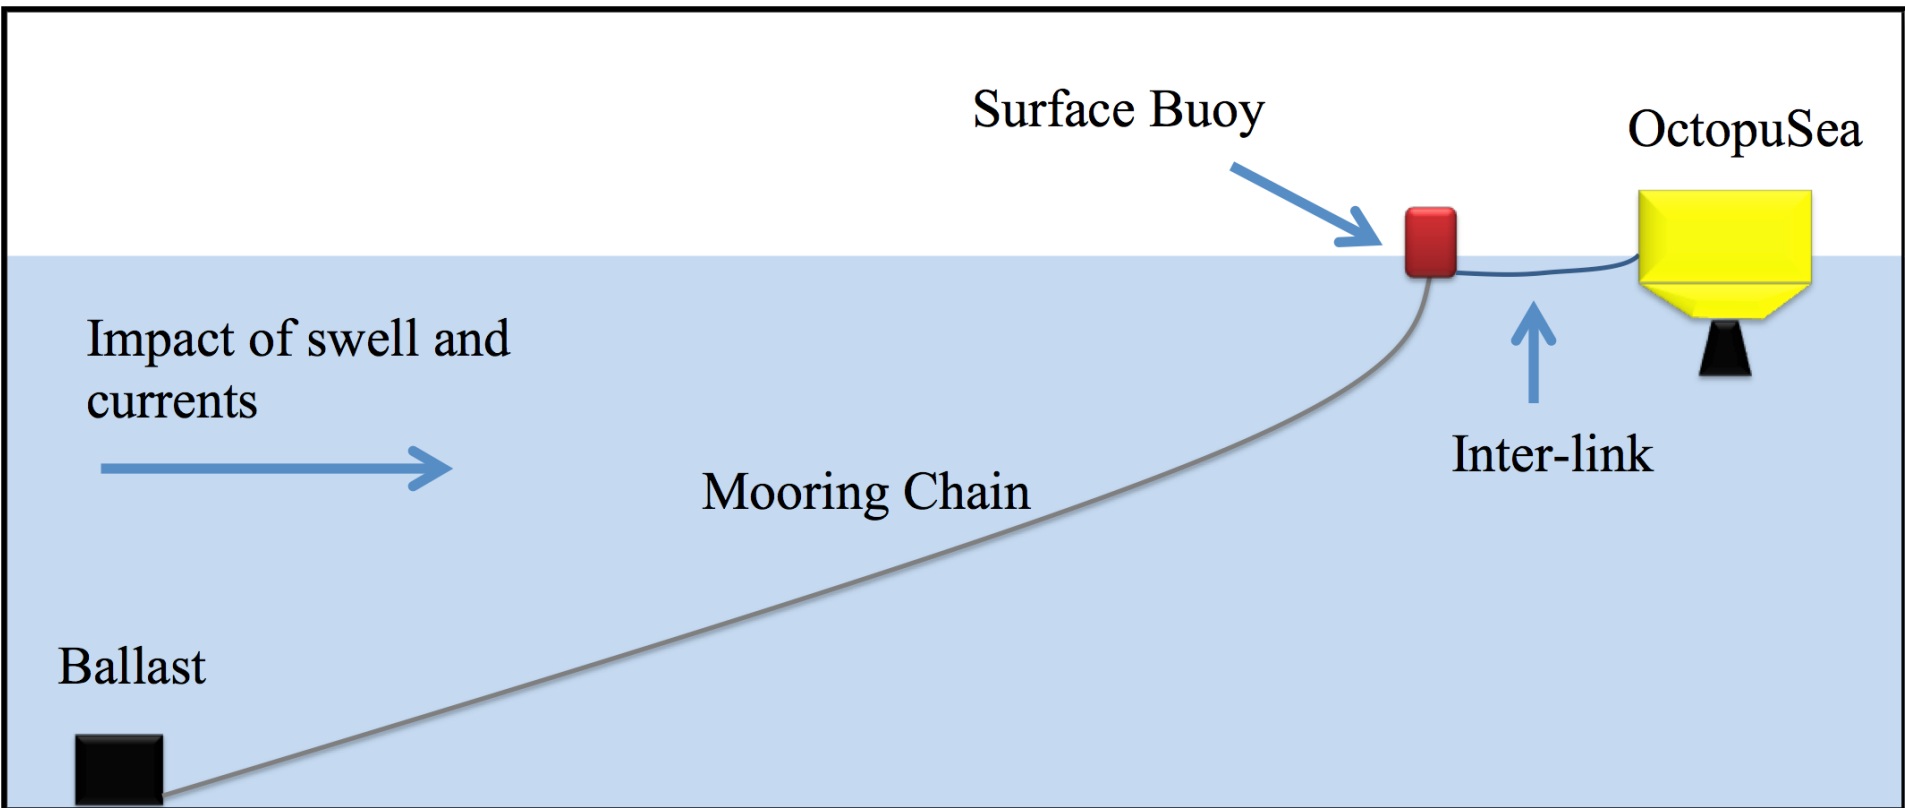 Surface Buoy
OctopuSea
Impact of swell and
currents
Inter-link
Mooring Chain
Ballast